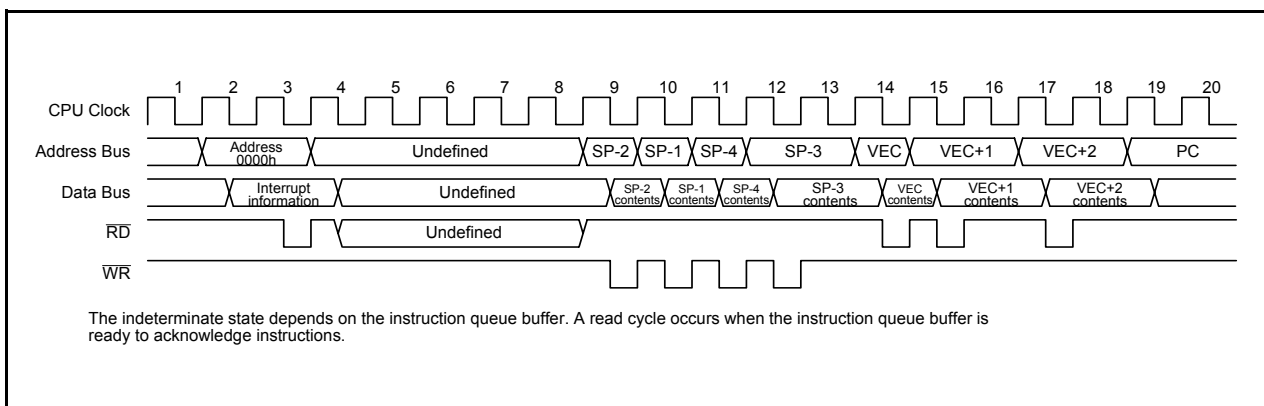 1 2 3 4 5 6 7 8 9 10 11 12 13 14 15 16 17 18 19 20
CPU Clock
Address Bus
Address
0000h
Undefined
SP-2
SP-1
SP-4
SP-3
VEC
VEC+1
VEC+2
PC
Data Bus
Interrupt
information
Undefined
SP-2
contents
SP-1
contents
SP-4
contents
SP-3
contents
VEC
contents
VEC+1
contents
VEC+2
contents
RD
Undefined
WR
The indeterminate state depends on the instruction queue buffer. A read cycle occurs when the instruction queue buffer is
ready to acknowledge instructions.